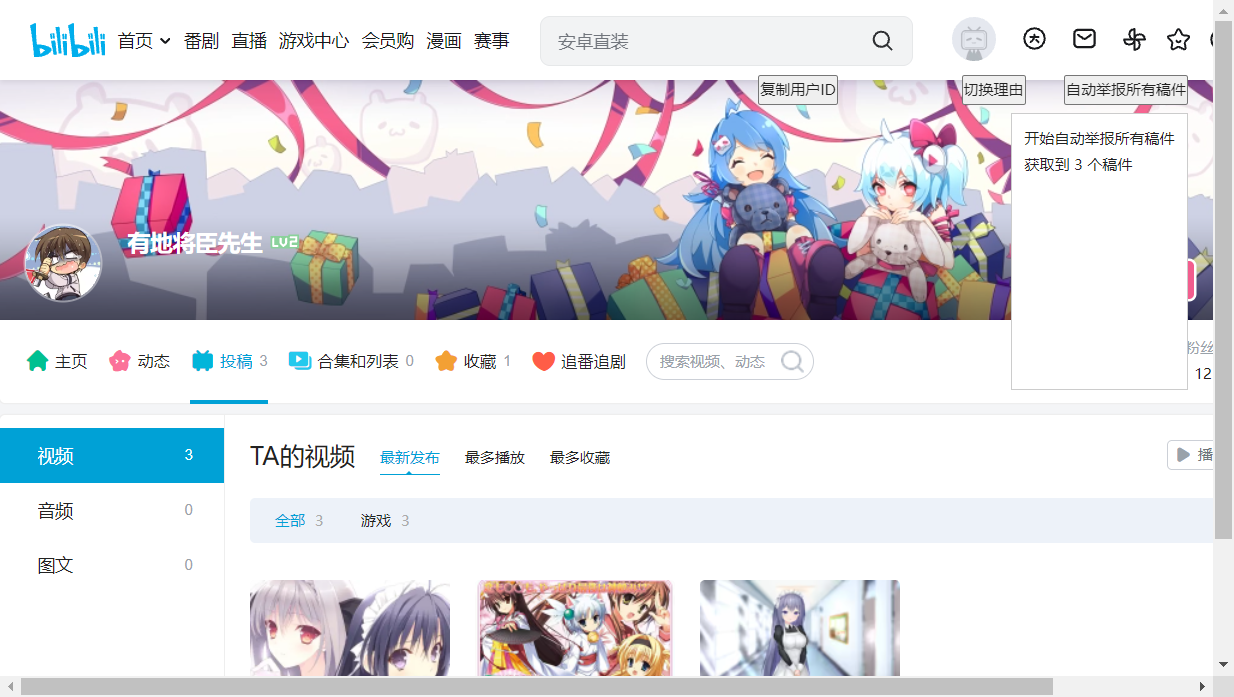 bilibili 首页 番剧 直播 游戏中心 会员购 漫画 赛事 安卓直装
复制用户ID 切换理由 自动举报所有稿件
开始自动举报所有稿件
获取到 3 个稿件
有地将臣先生 LV2
主页 动态 投稿 3 合集和列表 0 收藏 1 追番追剧 搜索视频、动态 粉丝
12
视频 3
音频 0
图文 0
TA的视频 最新发布 最多播放 最多收藏 播
全部 3 游戏 3